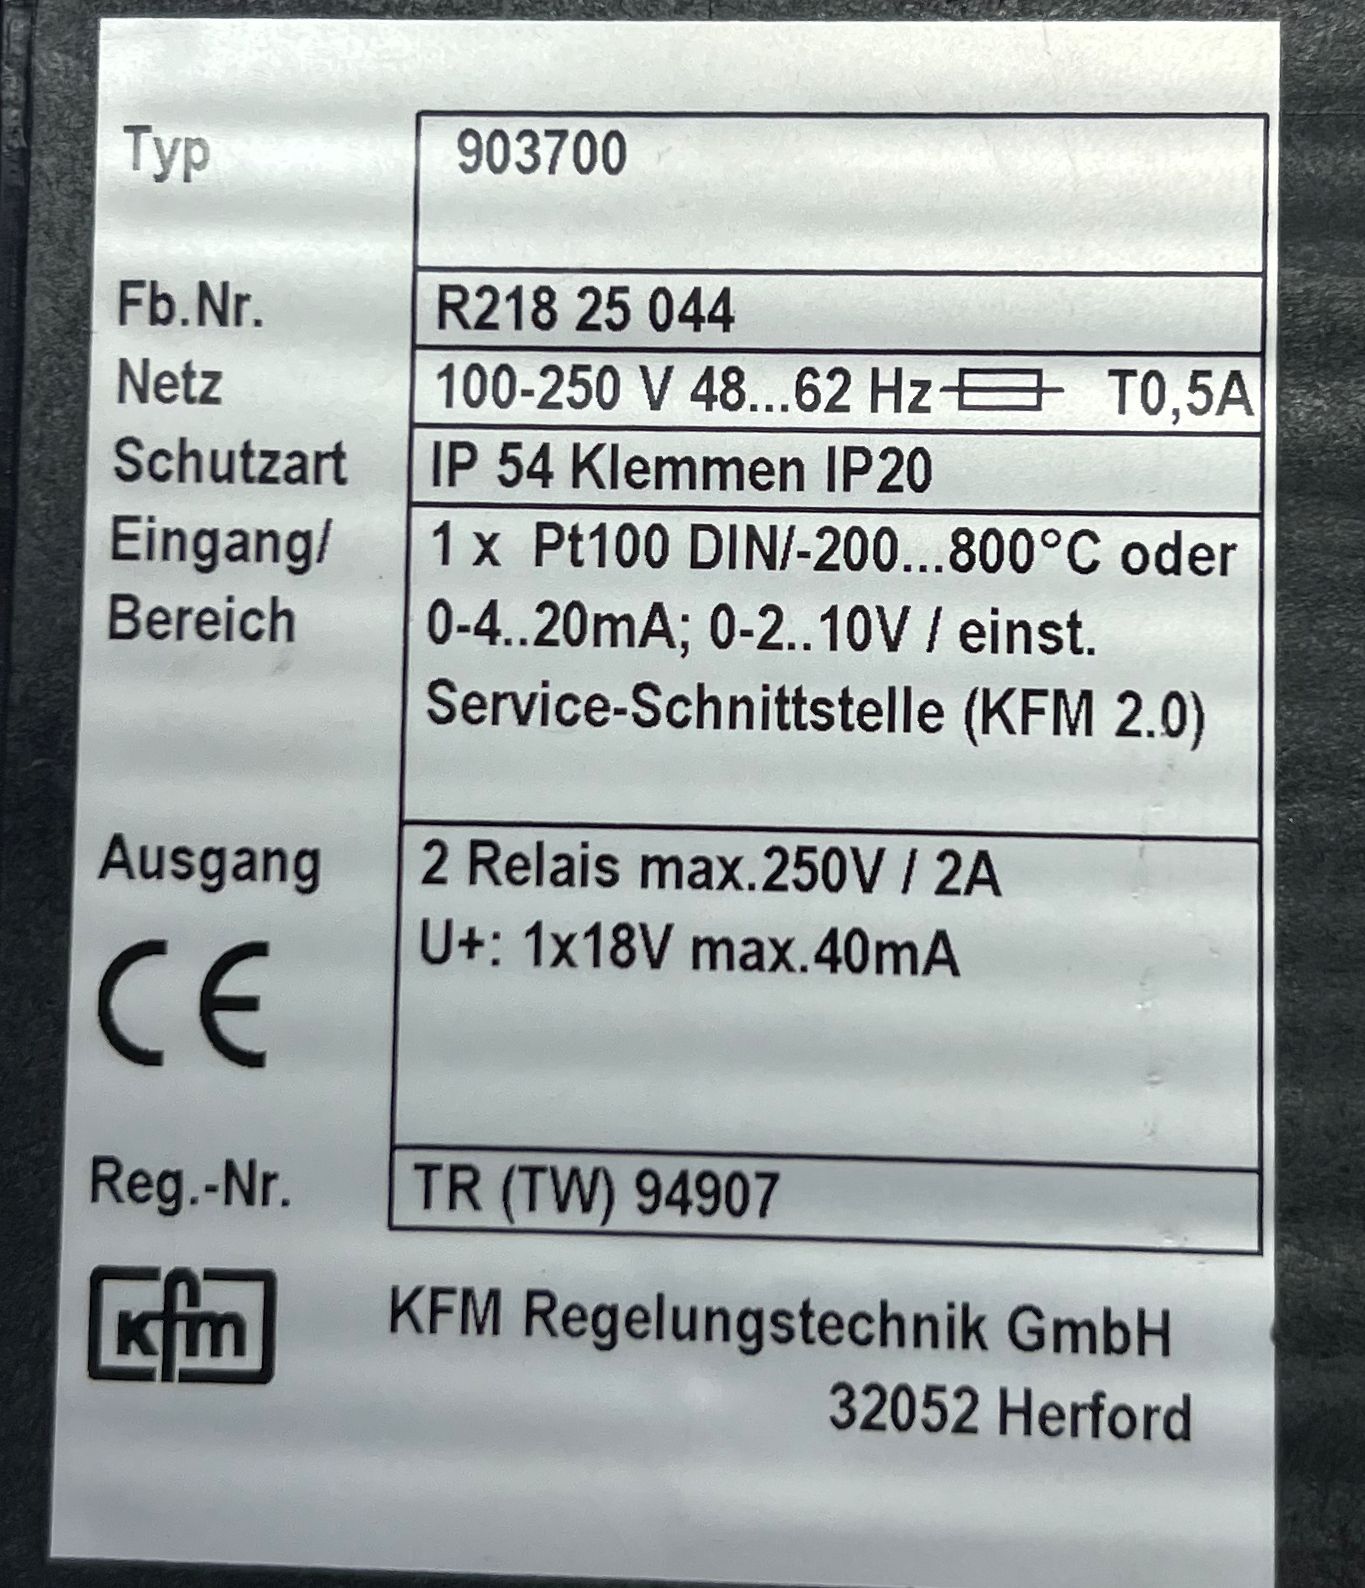 Typ 903700
Fb.Nr. R218 25 044
Netz 100-250 V 48...62 Hz T0,5A
Schutzart IP 54 Klemmen IP20
Eingang/ 1 x Pt100 DIN/-200...800°C oder
Bereich 0-4..20mA; 0-2..10V / einst.
Service-Schnittstelle (KFM 2.0)
Ausgang 2 Relais max.250V / 2A
U+: 1x18V max.40mA
CE
Reg.-Nr. TR (TW) 94907
kfm KFM Regelungstechnik GmbH
32052 Herford